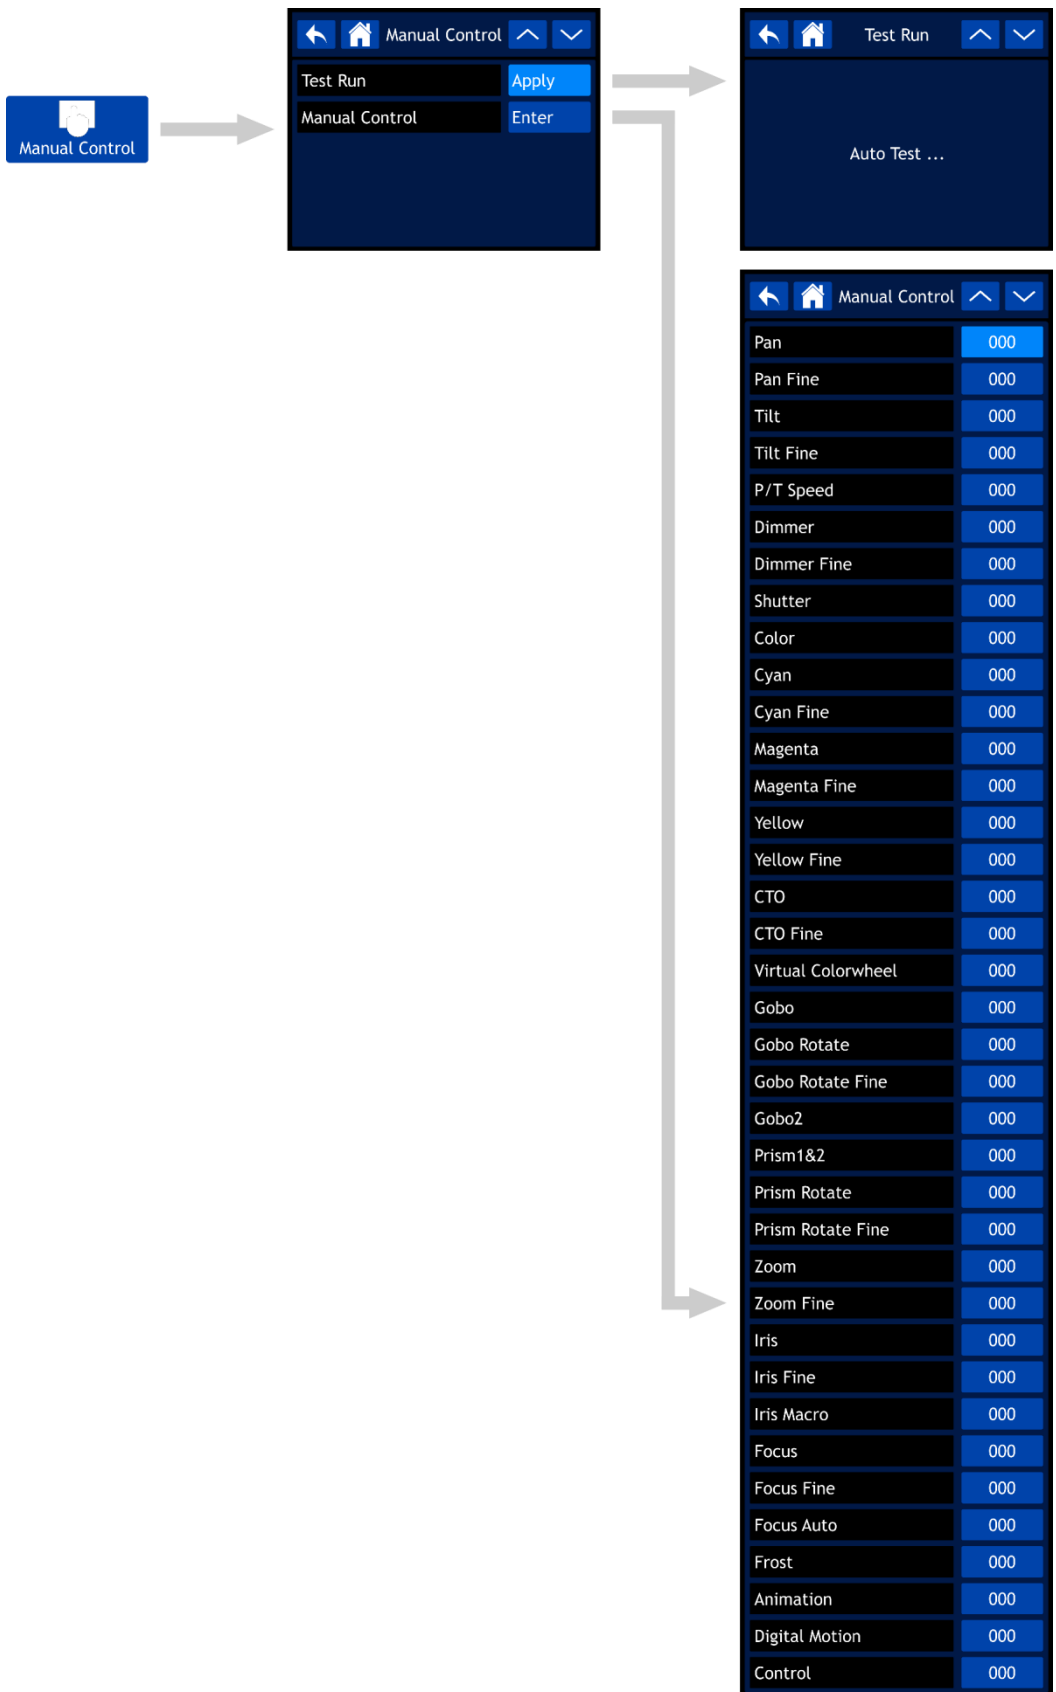 Manual Control
Manual Control
Test Run Apply
Manual Control Enter
Test Run
Auto Test ...
Manual Control
Pan 000
Pan Fine 000
Tilt 000
Tilt Fine 000
P/T Speed 000
Dimmer 000
Dimmer Fine 000
Shutter 000
Color 000
Cyan 000
Cyan Fine 000
Magenta 000
Magenta Fine 000
Yellow 000
Yellow Fine 000
CTO 000
CTO Fine 000
Virtual Colorwheel 000
Gobo 000
Gobo Rotate 000
Gobo Rotate Fine 000
Gobo2 000
Prism1&2 000
Prism Rotate 000
Prism Rotate Fine 000
Zoom 000
Zoom Fine 000
Iris 000
Iris Fine 000
Iris Macro 000
Focus 000
Focus Fine 000
Focus Auto 000
Frost 000
Animation 000
Digital Motion 000
Control 000